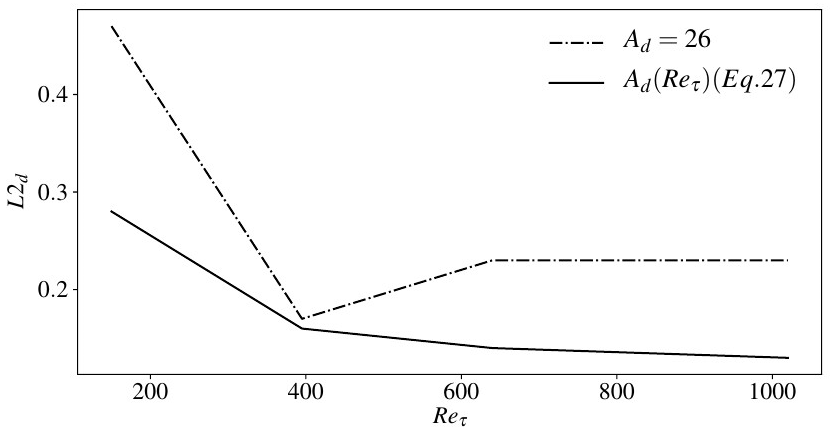 A_d = 26
A_d(Re_τ)(Eq.27)
0.4
0.3
0.2
L2_d
200 400 600 800 1000
Re_τ